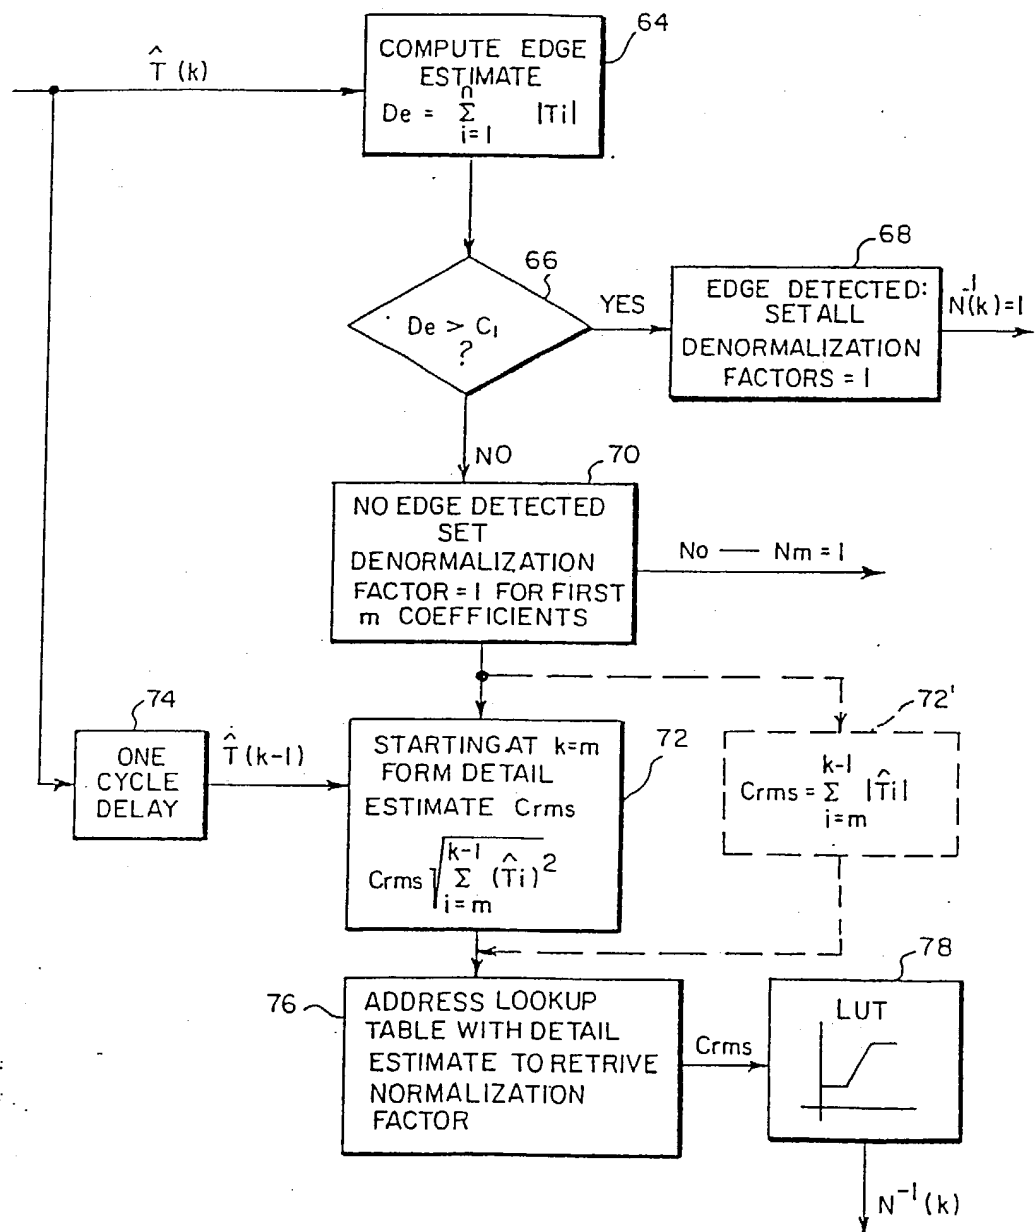 64
T̂ (k)
COMPUTE EDGE
ESTIMATE
n
De = Σ |Ti|
i=1
66
De > C1
?
YES
68
EDGE DETECTED:
SET ALL
DENORMALIZATION
FACTORS = 1
N⁻¹(k)=1
NO
70
NO EDGE DETECTED
SET
DENORMALIZATION
FACTOR = 1 FOR FIRST
m COEFFICIENTS
No — Nm = 1
74
ONE
CYCLE
DELAY
T̂ (k-1)
72
STARTING AT k=m
FORM DETAIL
ESTIMATE Crms
k-1
Crms √Σ (T̂i)²
i=m
72'
k-1
Crms = Σ |T̂i|
i=m
76
ADDRESS LOOKUP
TABLE WITH DETAIL
ESTIMATE TO RETRIVE
NORMALIZATION
FACTOR
Crms
78
LUT
N⁻¹ (k)